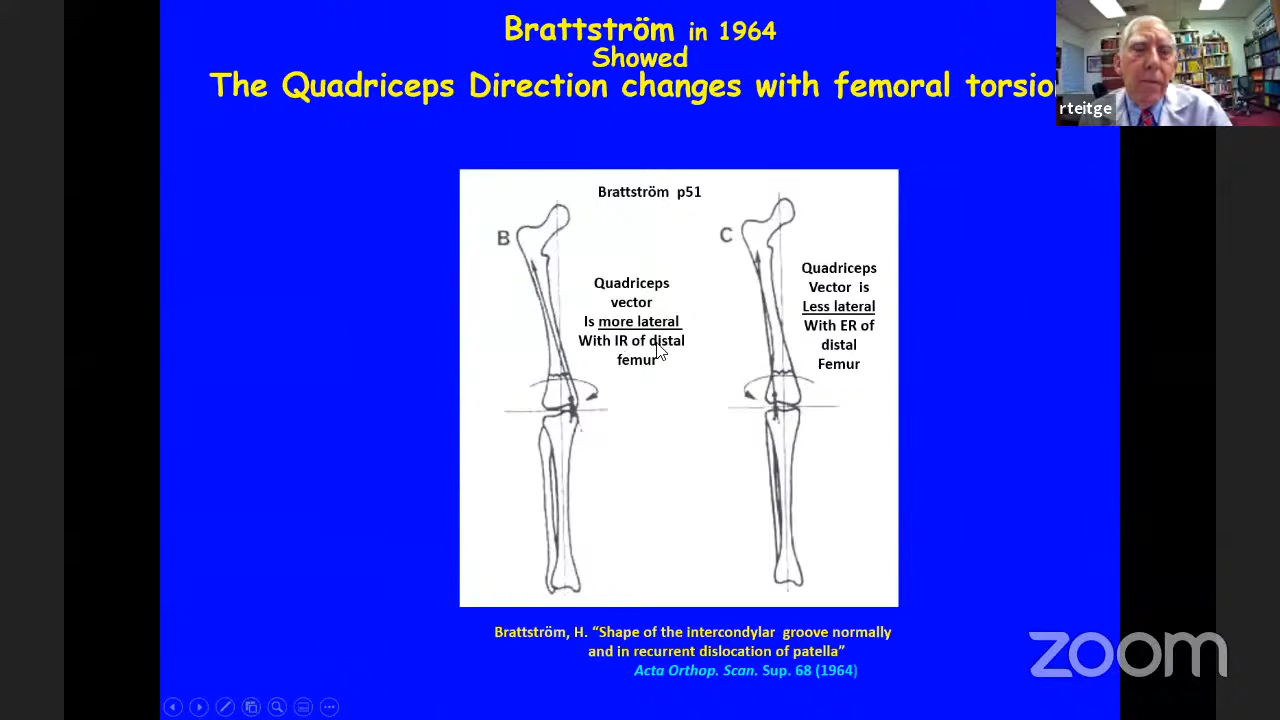 Brattström in 1964
Showed
The Quadriceps Direction changes with femoral torsio
rteitge
Brattström p51
B
Quadriceps
vector
Is more lateral
With IR of distal
femur
C
Quadriceps
Vector is
Less lateral
With ER of
distal
Femur
Brattström, H. “Shape of the intercondylar groove normally
and in recurrent dislocation of patella”
Acta Orthop. Scan. Sup. 68 (1964)
zoom